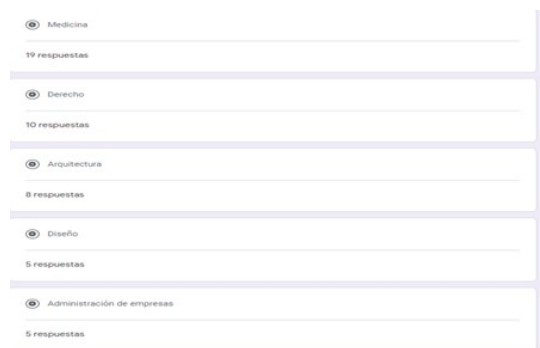 Medicina
19 respuestas
Derecho
10 respuestas
Arquitectura
8 respuestas
Diseño
5 respuestas
Administración de empresas
5 respuestas